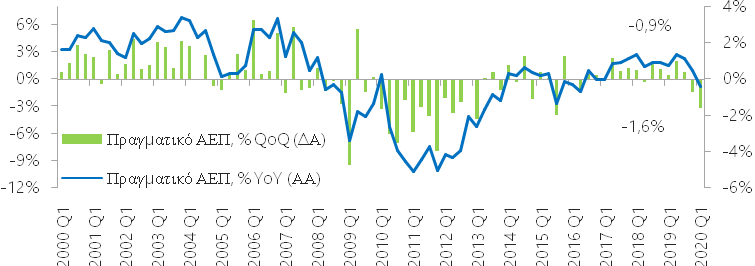 6%
3%
0%
-3%
-6%
-9%
-12%
4%
2%
0%
-2%
-4%
-6%
-0,9%
-1,6%
Πραγματικό ΑΕΠ, % QoQ (ΔΑ)
Πραγματικό ΑΕΠ, % YoY (ΑΑ)
2000 Q1
2001 Q1
2002 Q1
2003 Q1
2004 Q1
2005 Q1
2006 Q1
2007 Q1
2008 Q1
2009 Q1
2010 Q1
2011 Q1
2012 Q1
2013 Q1
2014 Q1
2015 Q1
2016 Q1
2017 Q1
2018 Q1
2019 Q1
2020 Q1